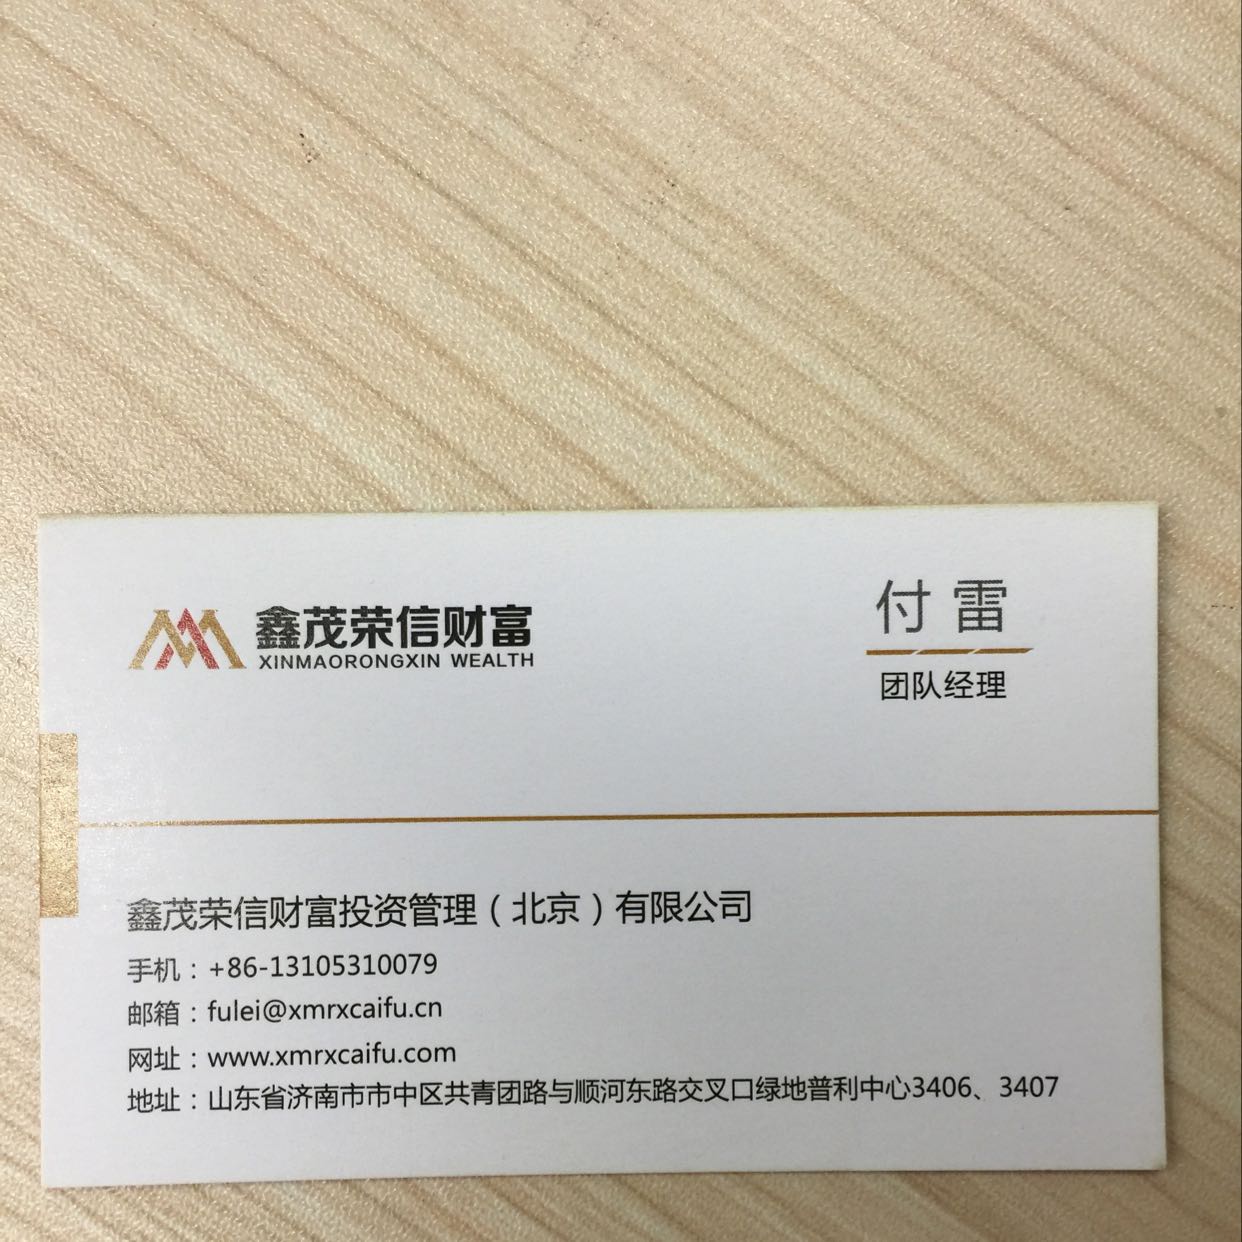 鑫茂荣信财富
XINMAORONGXIN WEALTH
付雷
团队经理
鑫茂荣信财富投资管理（北京）有限公司
手机：+86-13105310079
邮箱：fulei@xmrxcaifu.cn
网址：www.xmrxcaifu.com
地址：山东省济南市市中区共青团路与顺河东路交叉口绿地普利中心3406、3407